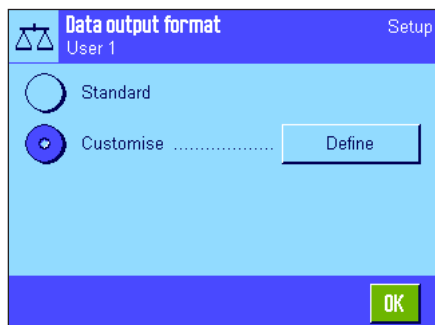 Data output format Setup
User 1
Standard
Customise ................... Define
OK